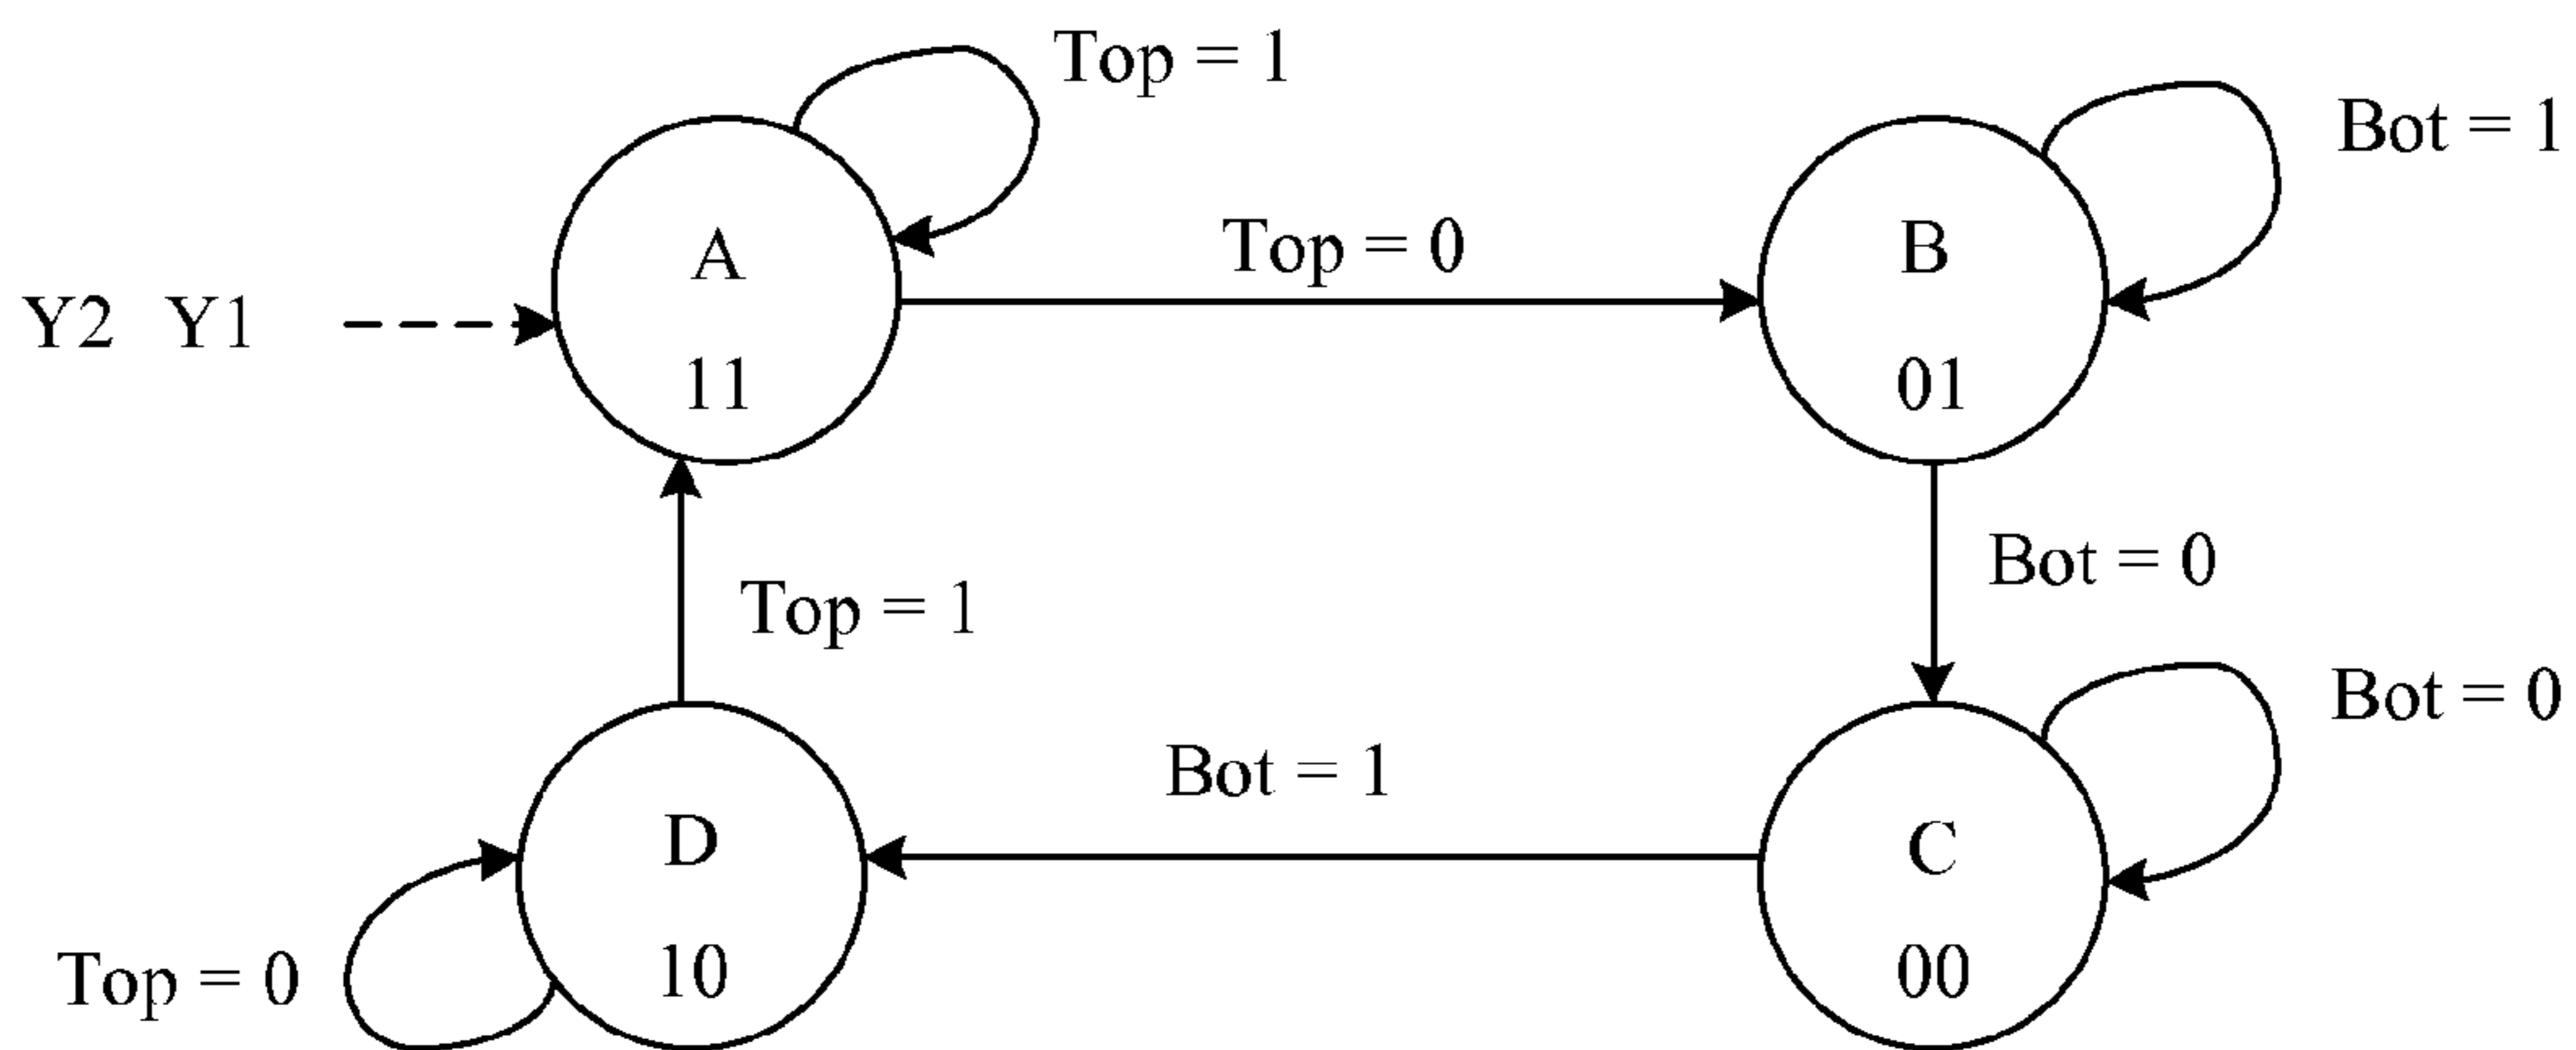 Top = 1
Bot = 1
A
Top = 0
B
Y2 Y1
11
01
Top = 1
Bot = 0
Bot = 0
Bot = 1
D
C
Top = 0
10
00